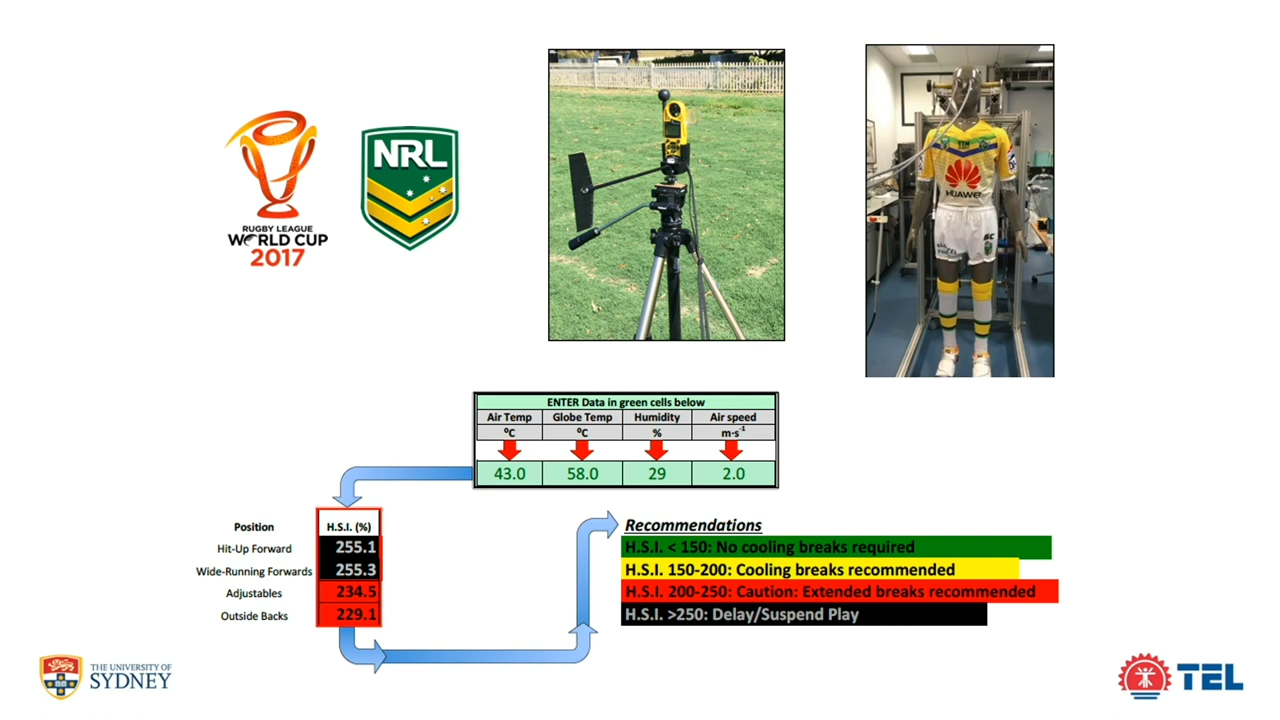 RUGBY LEAGUE
WORLD CUP
2017
NRL
HUAWEI
ENTER Data in green cells below
Air Temp Globe Temp Humidity Air speed
ºC ºC % m·s-1
43.0 58.0 29 2.0
Position H.S.I. (%)
Hit-Up Forward 255.1
Wide-Running Forwards 255.3
Adjustables 234.5
Outside Backs 229.1
Recommendations
H.S.I. < 150: No cooling breaks required
H.S.I. 150-200: Cooling breaks recommended
H.S.I. 200-250: Caution: Extended breaks recommended
H.S.I. >250: Delay/Suspend Play
THE UNIVERSITY OF
SYDNEY
TEL